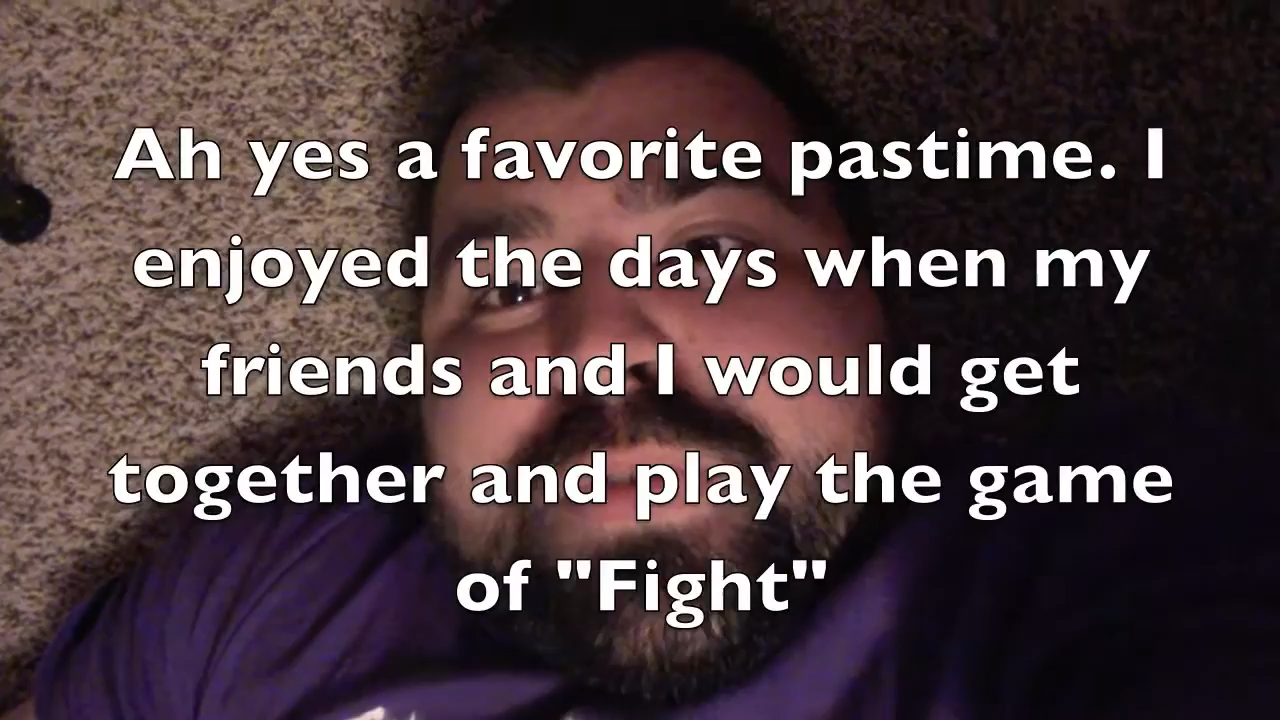 Ah yes a favorite pastime. I
enjoyed the days when my
friends and I would get
together and play the game
of "Fight"